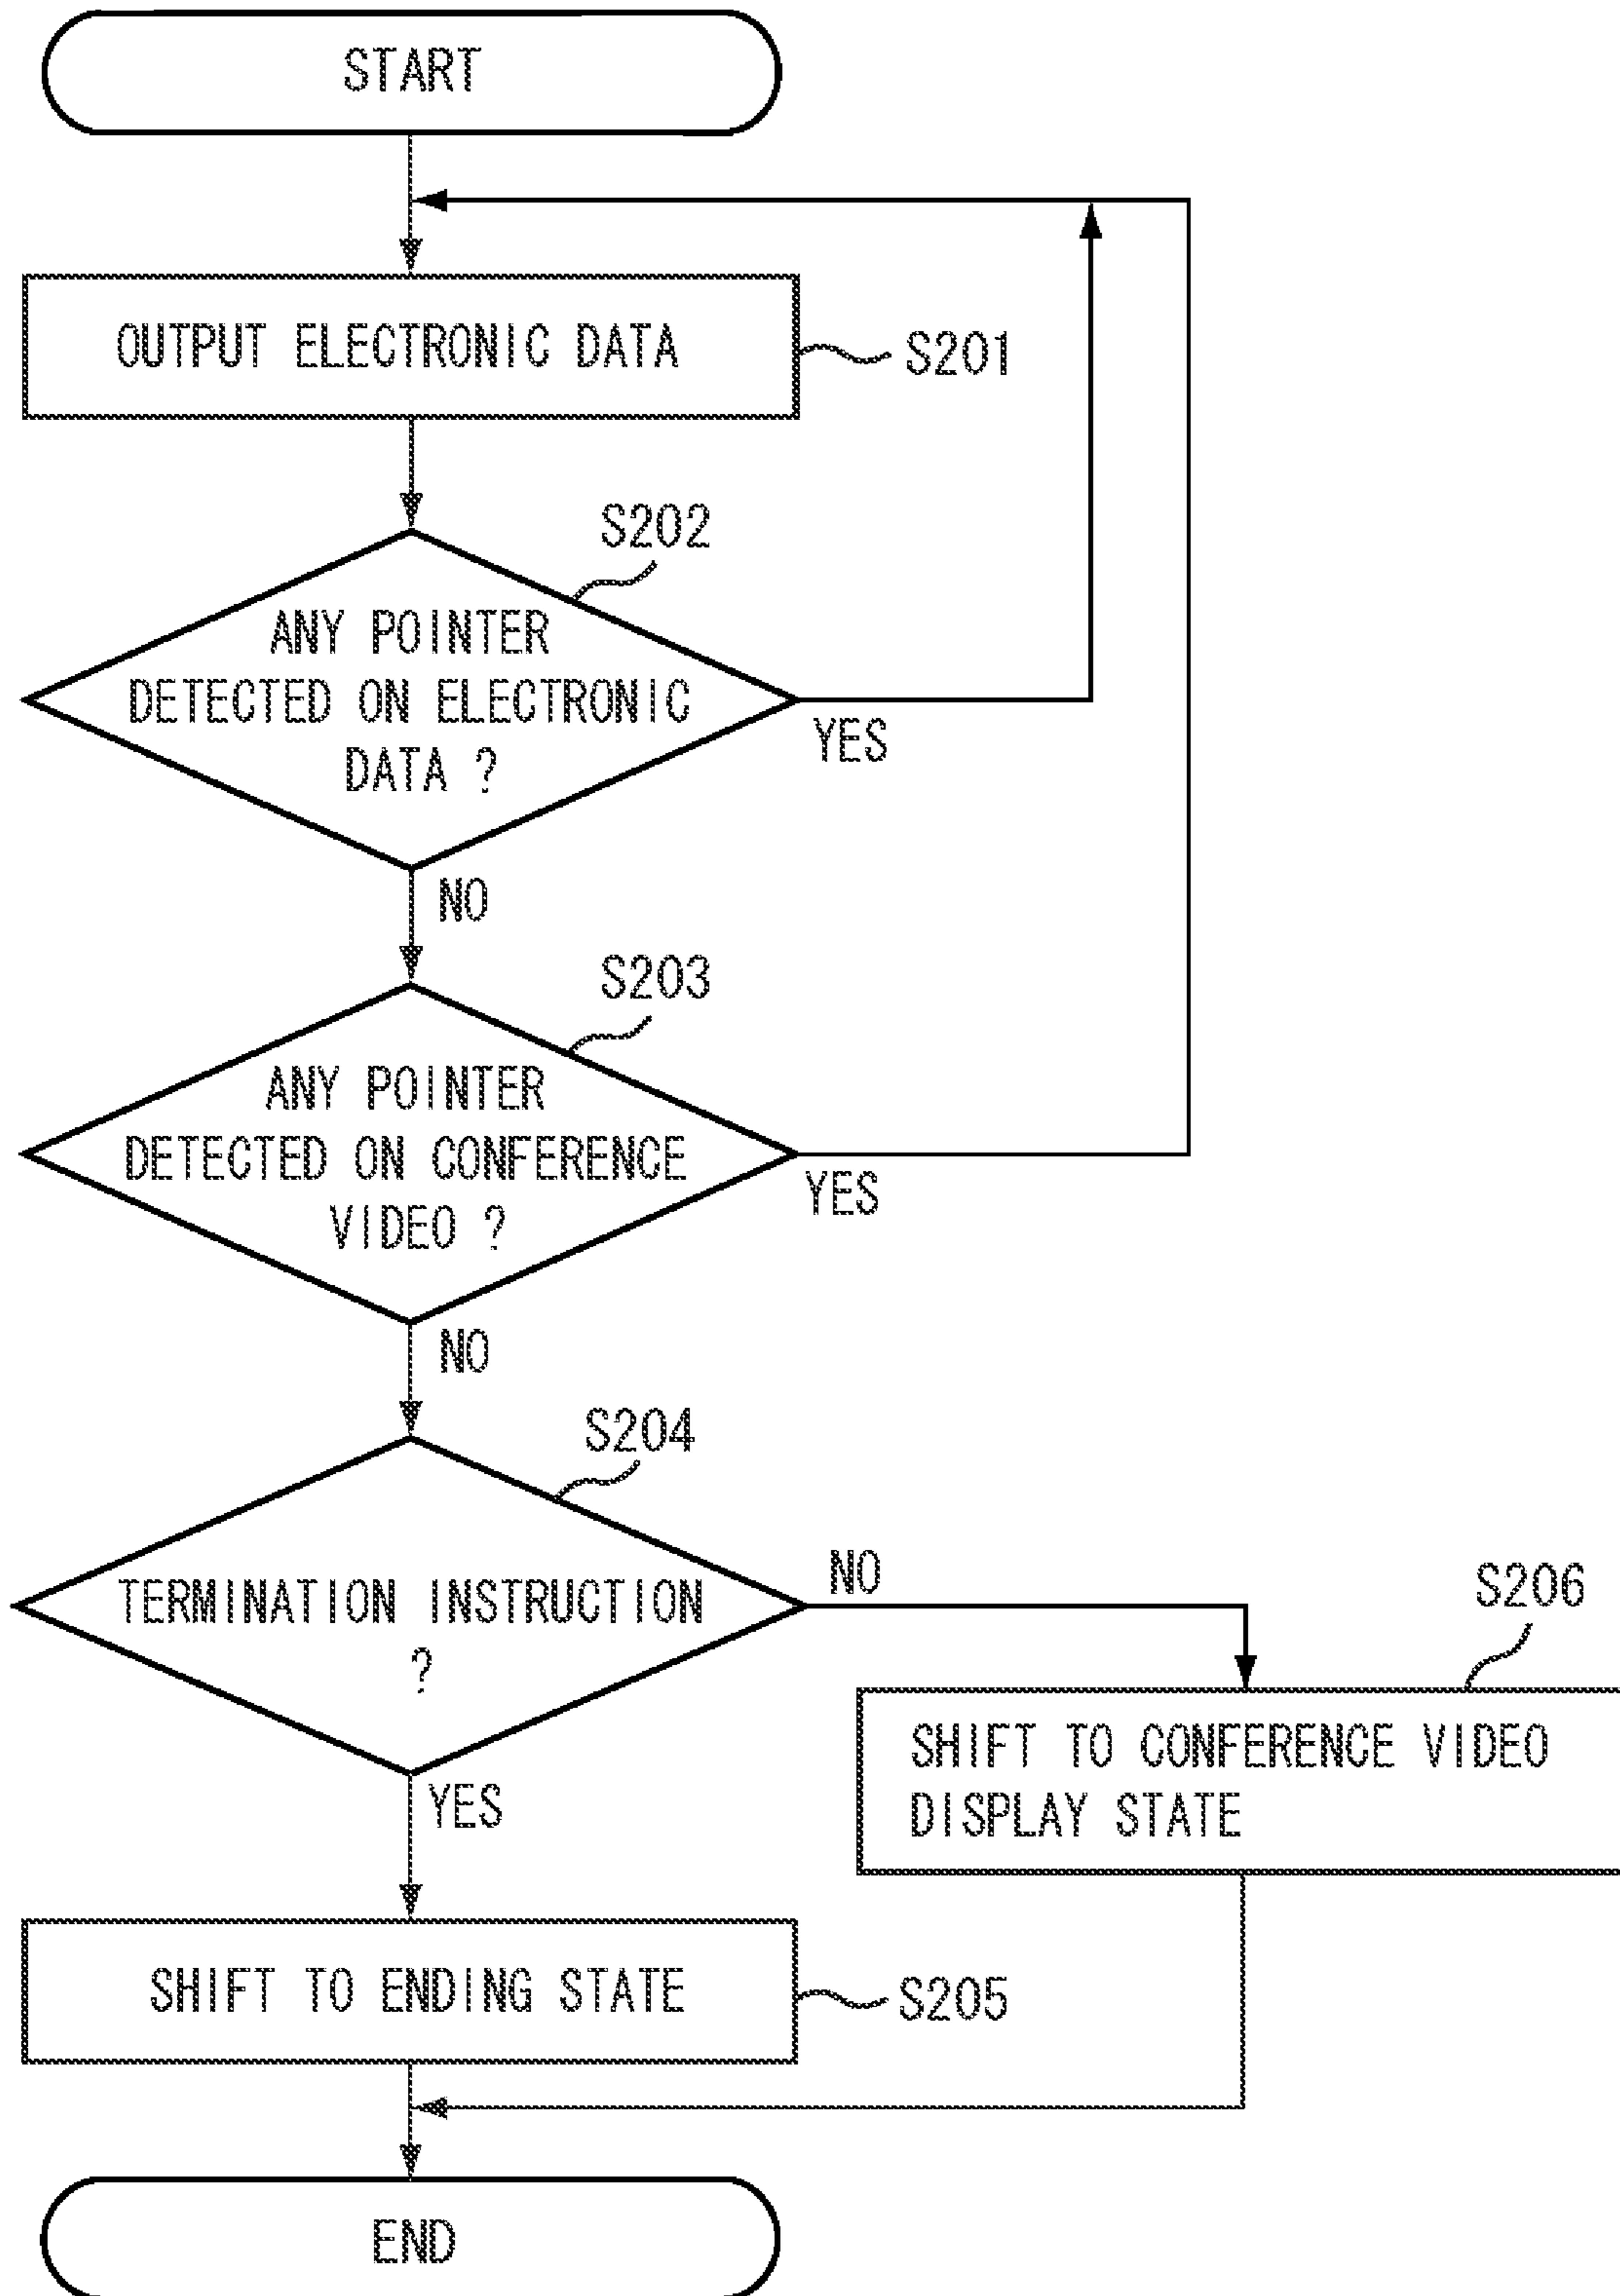 START
OUTPUT ELECTRONIC DATA
S201
S202
ANY POINTER
DETECTED ON ELECTRONIC
DATA ?
YES
NO
S203
ANY POINTER
DETECTED ON CONFERENCE
VIDEO ?
YES
NO
S204
TERMINATION INSTRUCTION
?
NO
YES
S206
SHIFT TO CONFERENCE VIDEO
DISPLAY STATE
SHIFT TO ENDING STATE
S205
END